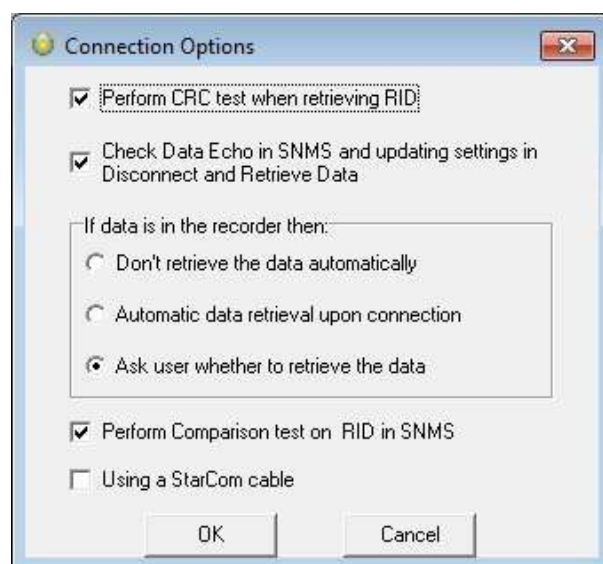 Connection Options
Perform CRC test when retrieving RID
Check Data Echo in SNMS and updating settings in
Disconnect and Retrieve Data
If data is in the recorder then:
Don't retrieve the data automatically
Automatic data retrieval upon connection
Ask user whether to retrieve the data
Perform Comparison test on RID in SNMS
Using a StarCom cable
OK Cancel